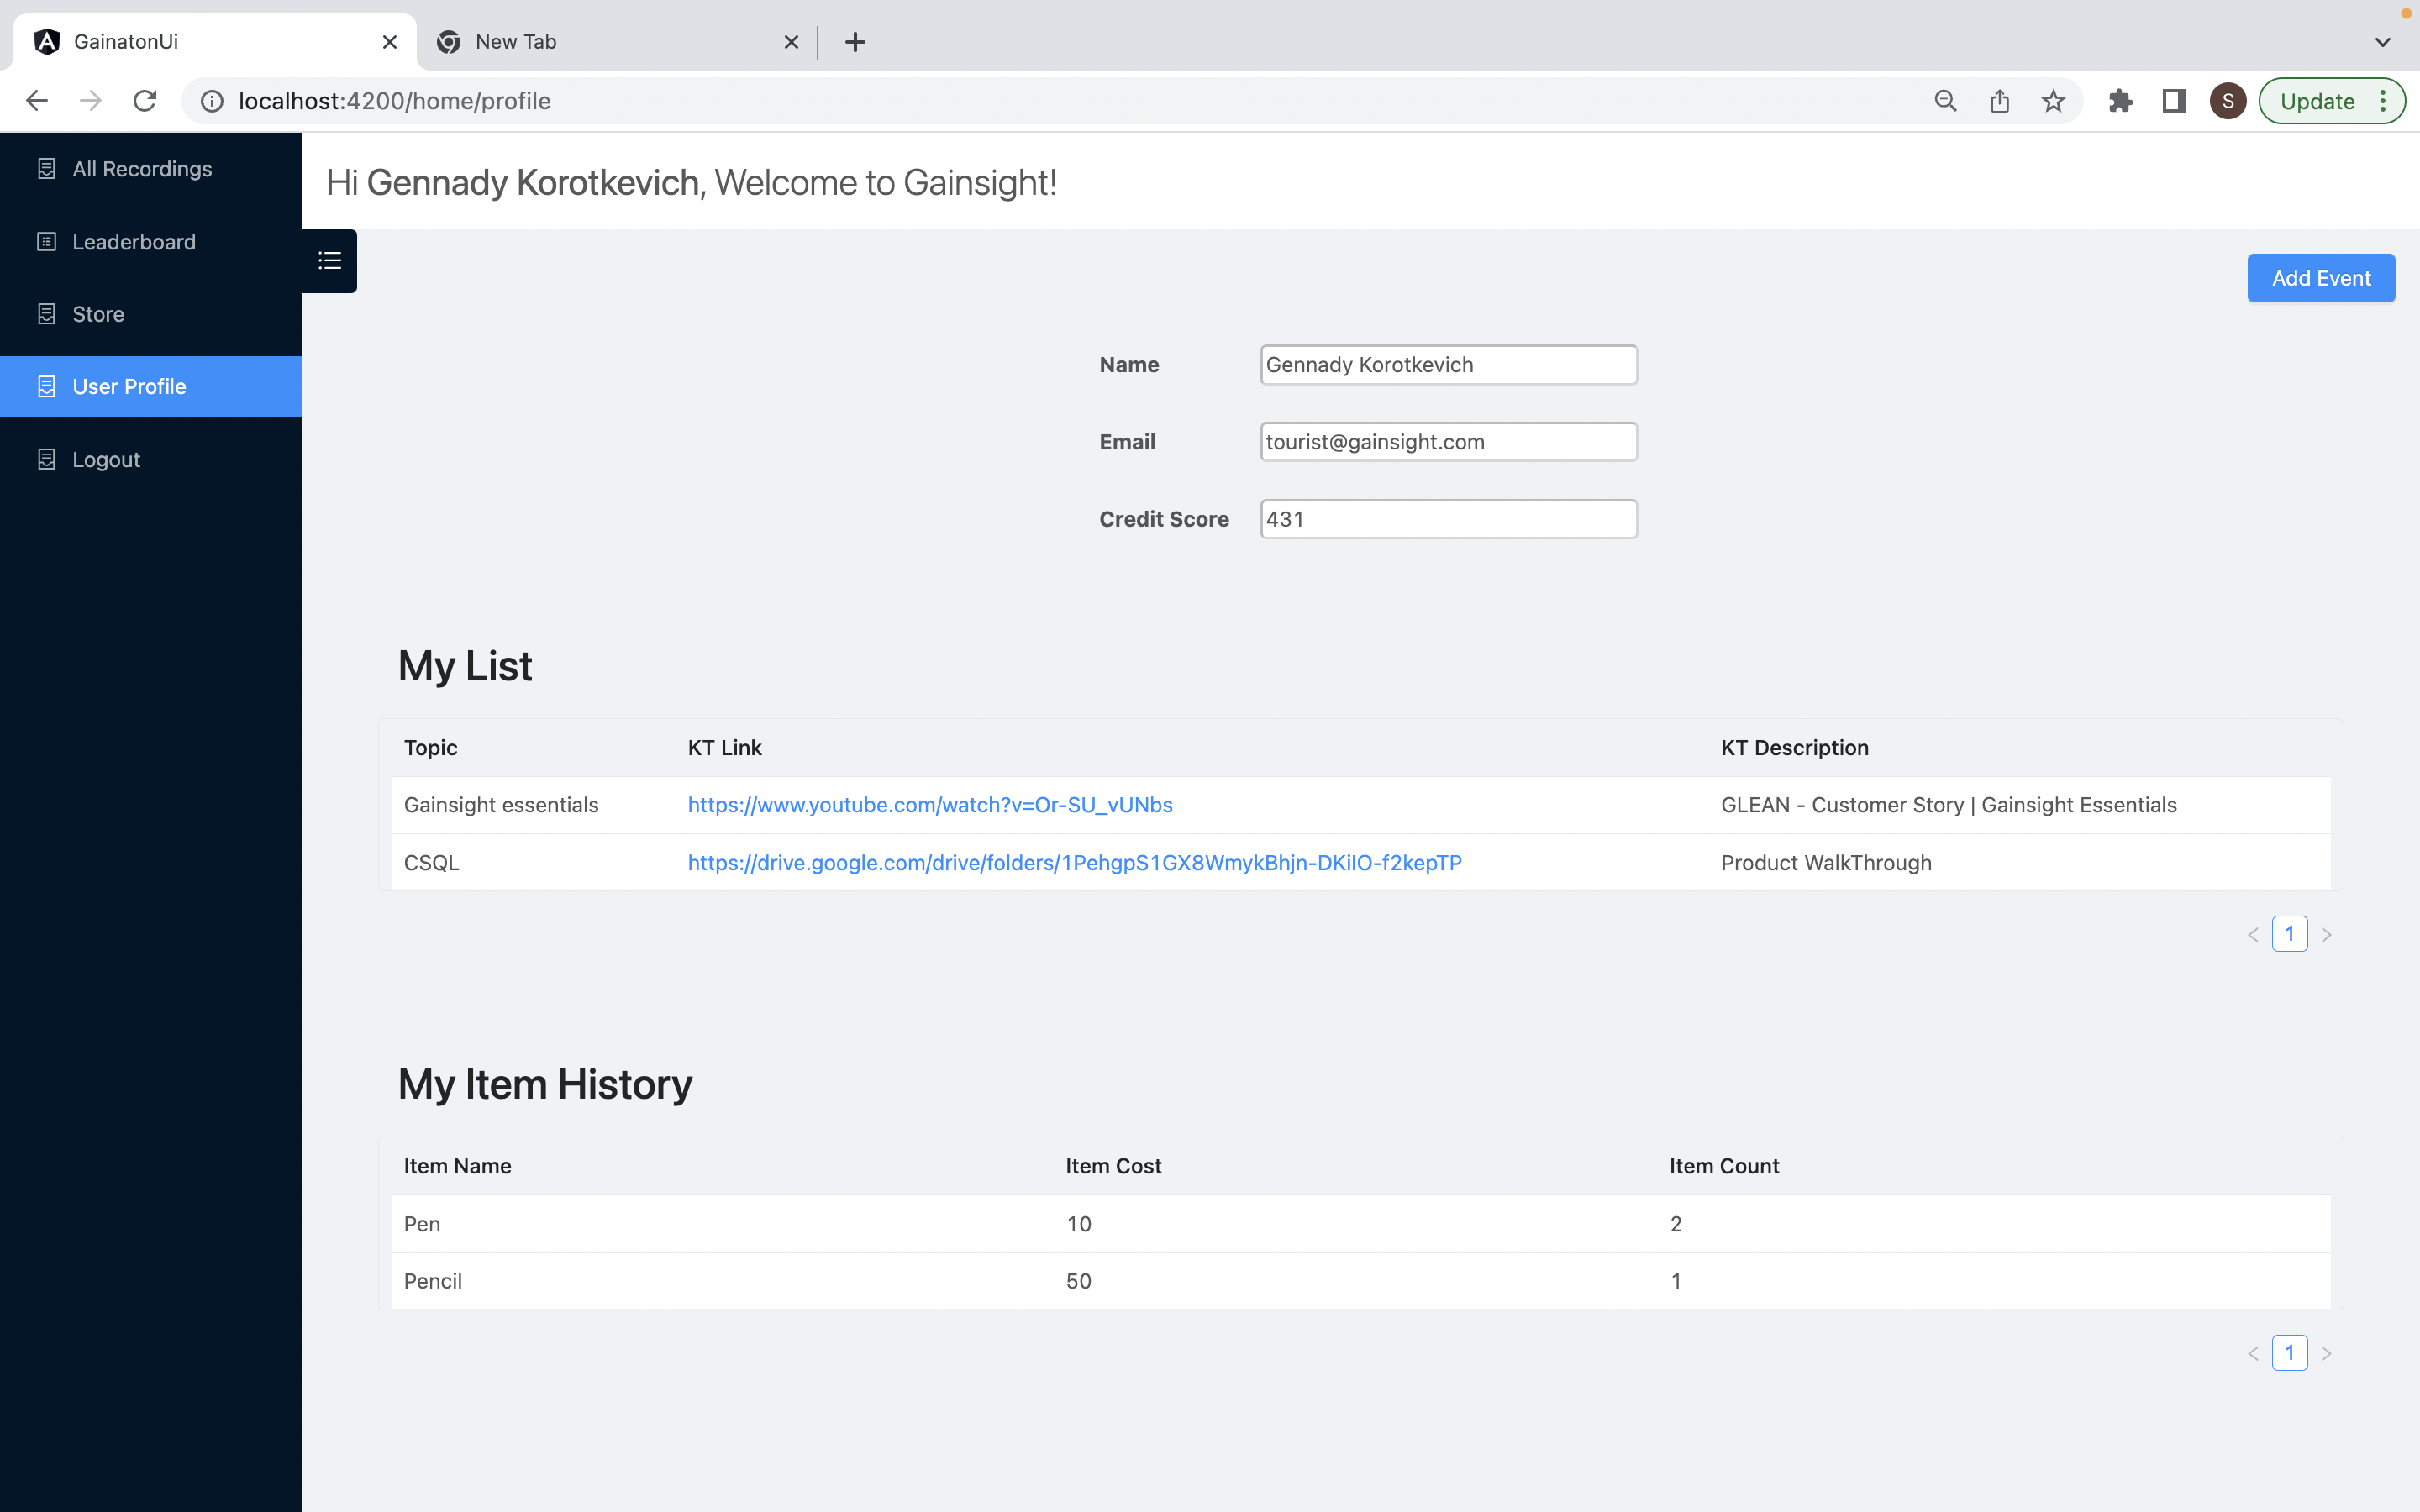 GainatonUi
New Tab
localhost:4200/home/profile
S
Update
All Recordings
Leaderboard
Store
User Profile
Logout
Hi Gennady Korotkevich, Welcome to Gainsight!
Add Event
Name Gennady Korotkevich
Email tourist@gainsight.com
Credit Score 431
My List
Topic KT Link KT Description
Gainsight essentials https://www.youtube.com/watch?v=Or-SU_vUNbs GLEAN - Customer Story | Gainsight Essentials
CSQL https://drive.google.com/drive/folders/1PehgpS1GX8WmykBhjn-DKiIO-f2kepTP Product WalkThrough
< 1 >
My Item History
Item Name Item Cost Item Count
Pen 10 2
Pencil 50 1
< 1 >